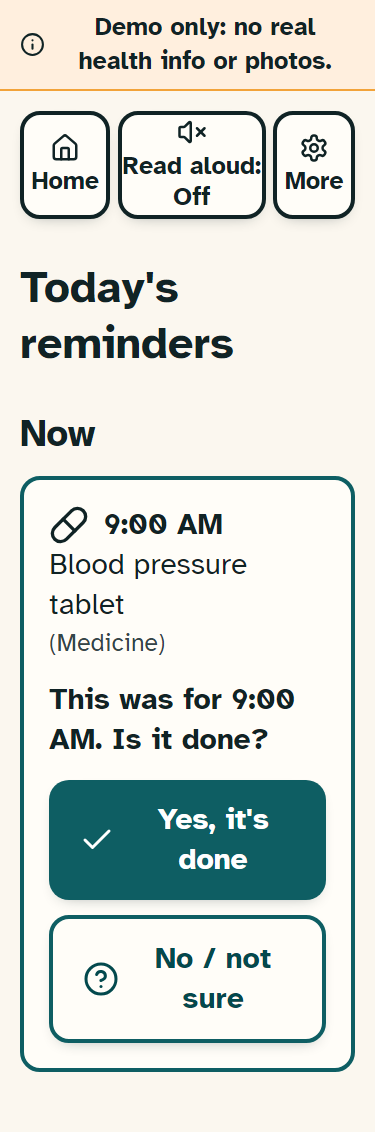 Demo only: no real
health info or photos.
Home
Read aloud:
Off
More
Today's
reminders
Now
9:00 AM
Blood pressure
tablet
(Medicine)
This was for 9:00
AM. Is it done?
Yes, it's
done
No / not
sure